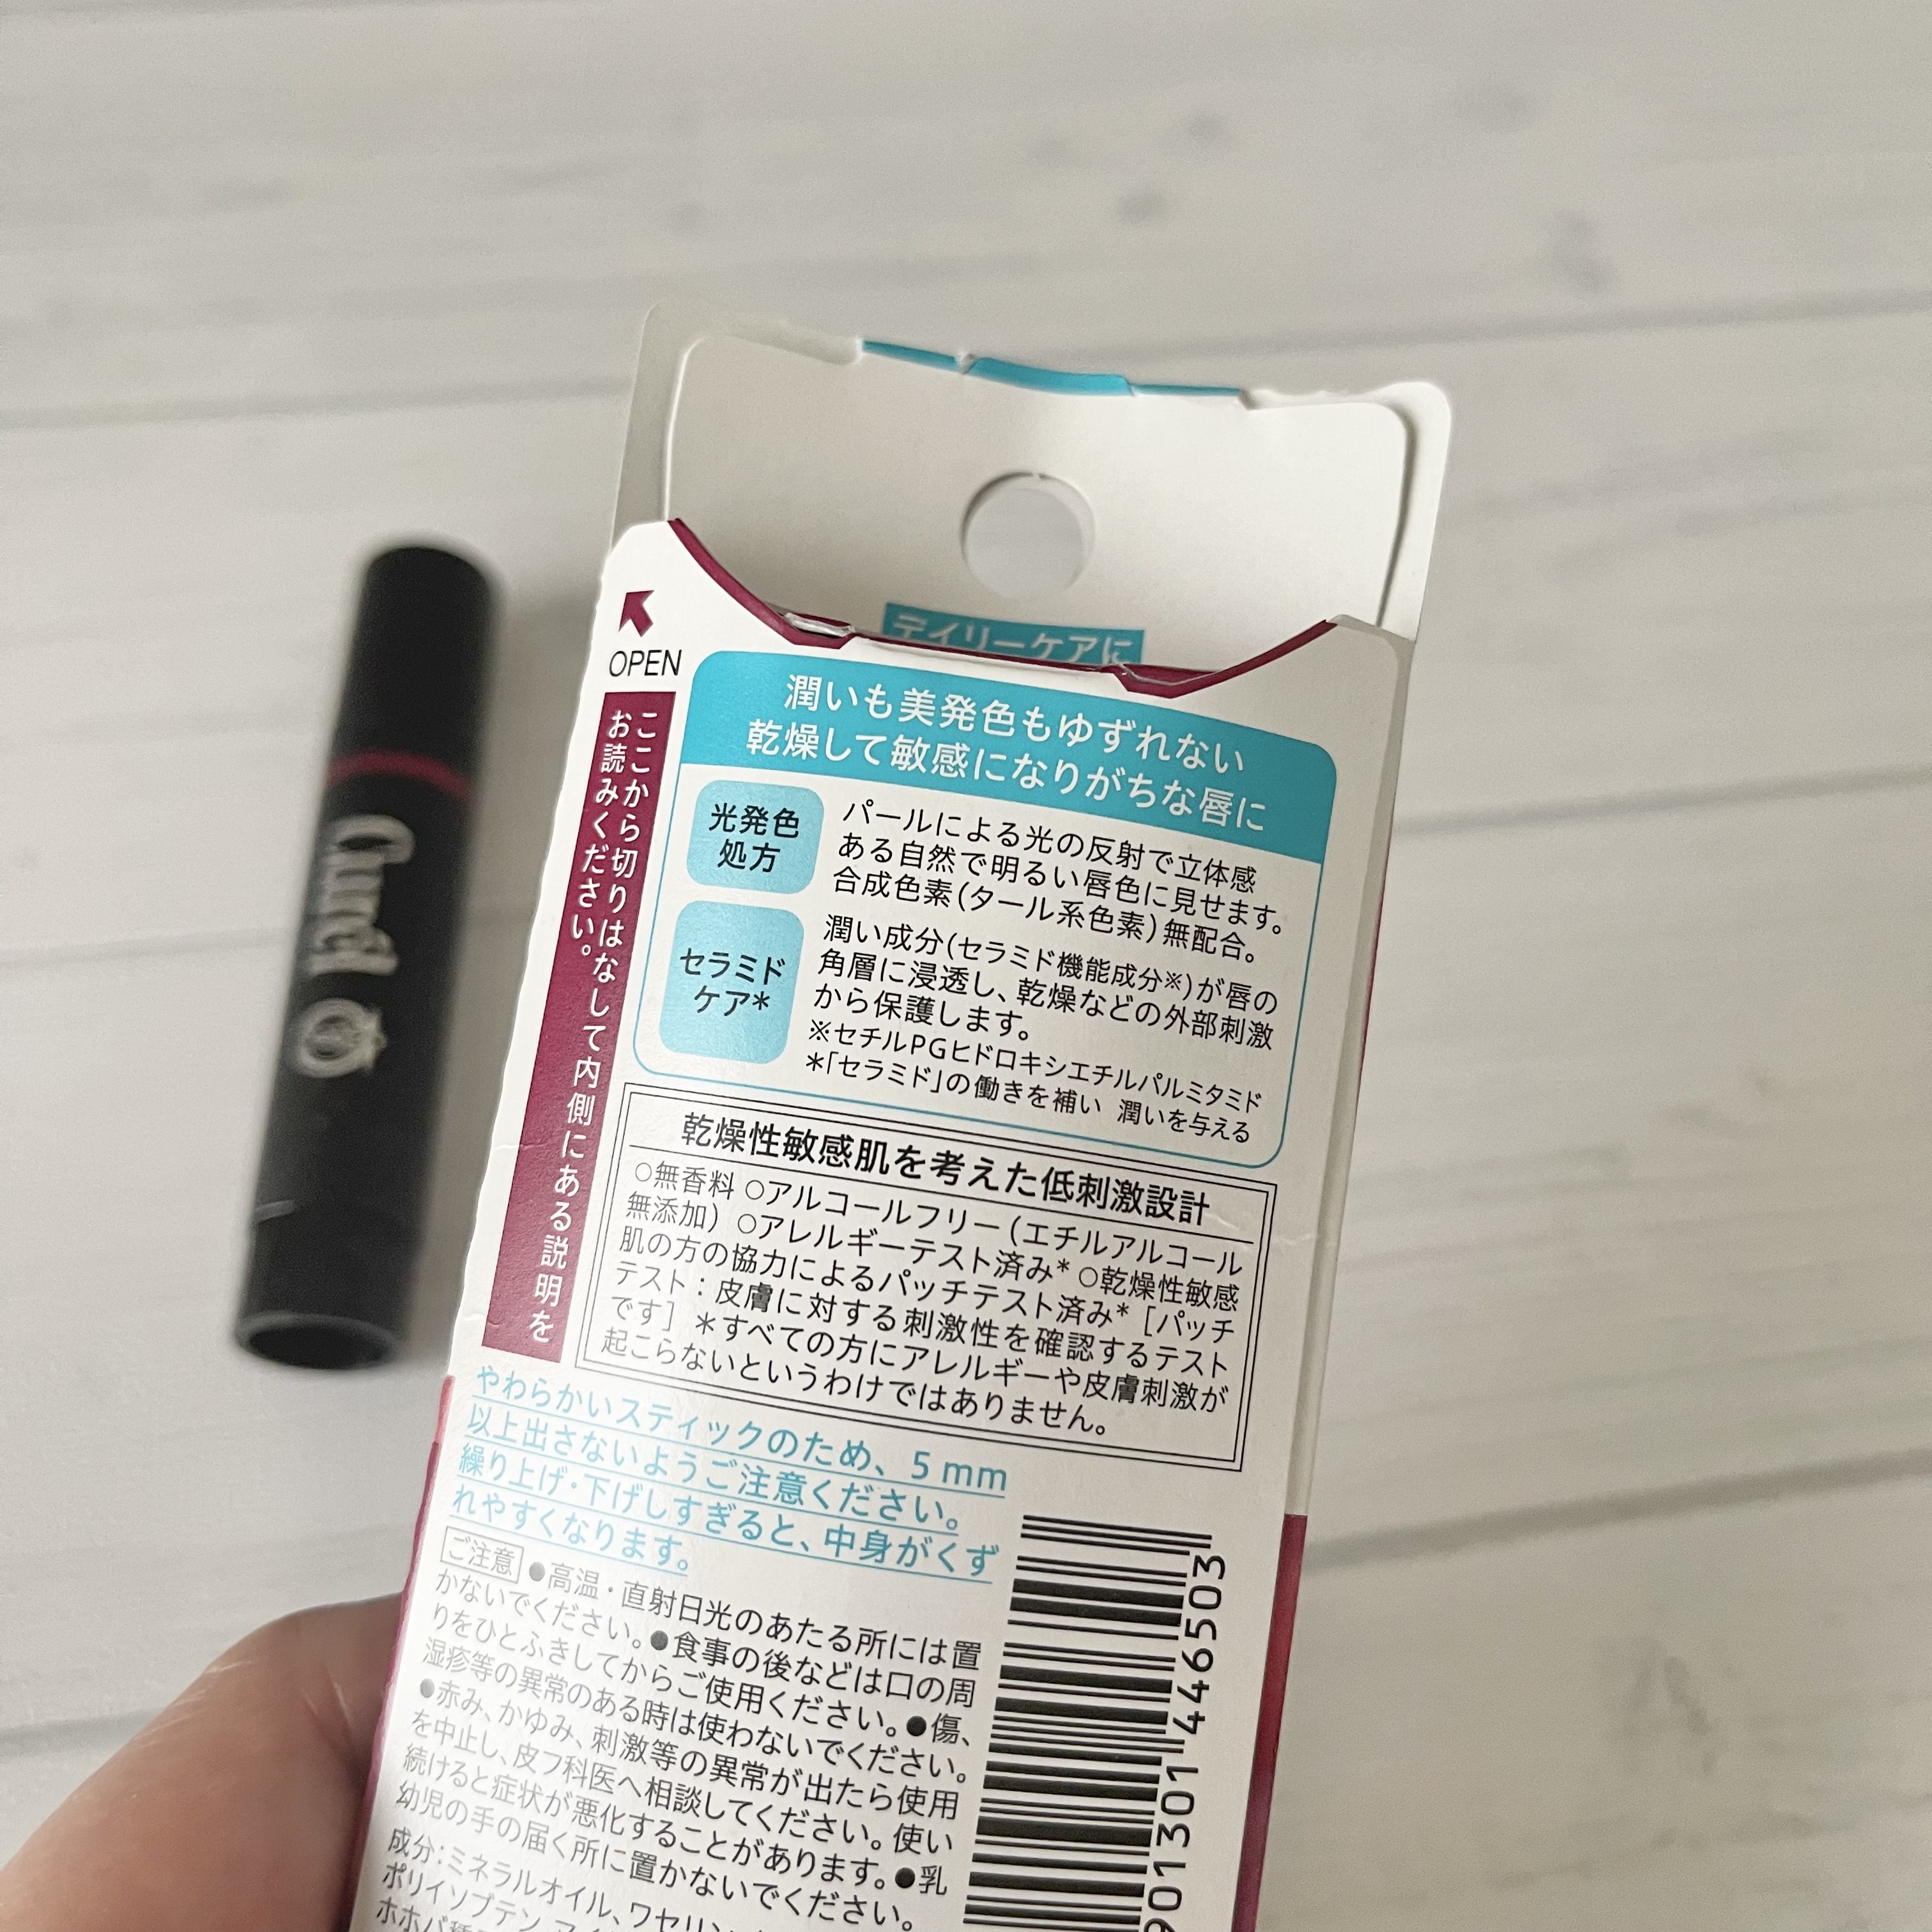 デイリーケアに
OPEN
ここから切りはなして内側にある説明を
お読みください。
潤いも美発色もゆずれない
乾燥して敏感になりがちな唇に
光発色
処方
パールによる光の反射で立体感
ある自然で明るい唇色に見せます。
合成色素(タール系色素)無配合。
セラミド
ケア*
潤い成分(セラミド機能成分※)が唇の
角層に浸透し、乾燥などの外部刺激
から保護します。
※セチルPGヒドロキシエチルパルミタミド
*「セラミド」の働きを補い 潤いを与える
乾燥性敏感肌を考えた低刺激設計
○無香料 ○アルコールフリー(エチルアルコール
無添加) ○アレルギーテスト済み* ○乾燥性敏感
肌の方の協力によるパッチテスト済み*[パッチ
テスト:皮膚に対する刺激性を確認するテスト
です] *すべての方にアレルギーや皮膚刺激が
起こらないというわけではありません。
やわらかいスティックのため、5mm
以上出さないようご注意ください。
繰り上げ・下げしすぎると、中身がくず
れやすくなります。
ご注意 ●高温・直射日光のあたる所には置
かないでください。●食事の後などは口の周
りをひとふきしてからご使用ください。●傷、
湿疹等の異常のある時は使わないでください。
●赤み、かゆみ、刺激等の異常が出たら使用
を中止し、皮フ科医へ相談してください。使い
続けると症状が悪化することがあります。●乳
幼児の手の届く所に置かないでください。
成分:ミネラルオイル、ワセリン
ポリイソブテン
ホホバ種
901301 446503
Curél